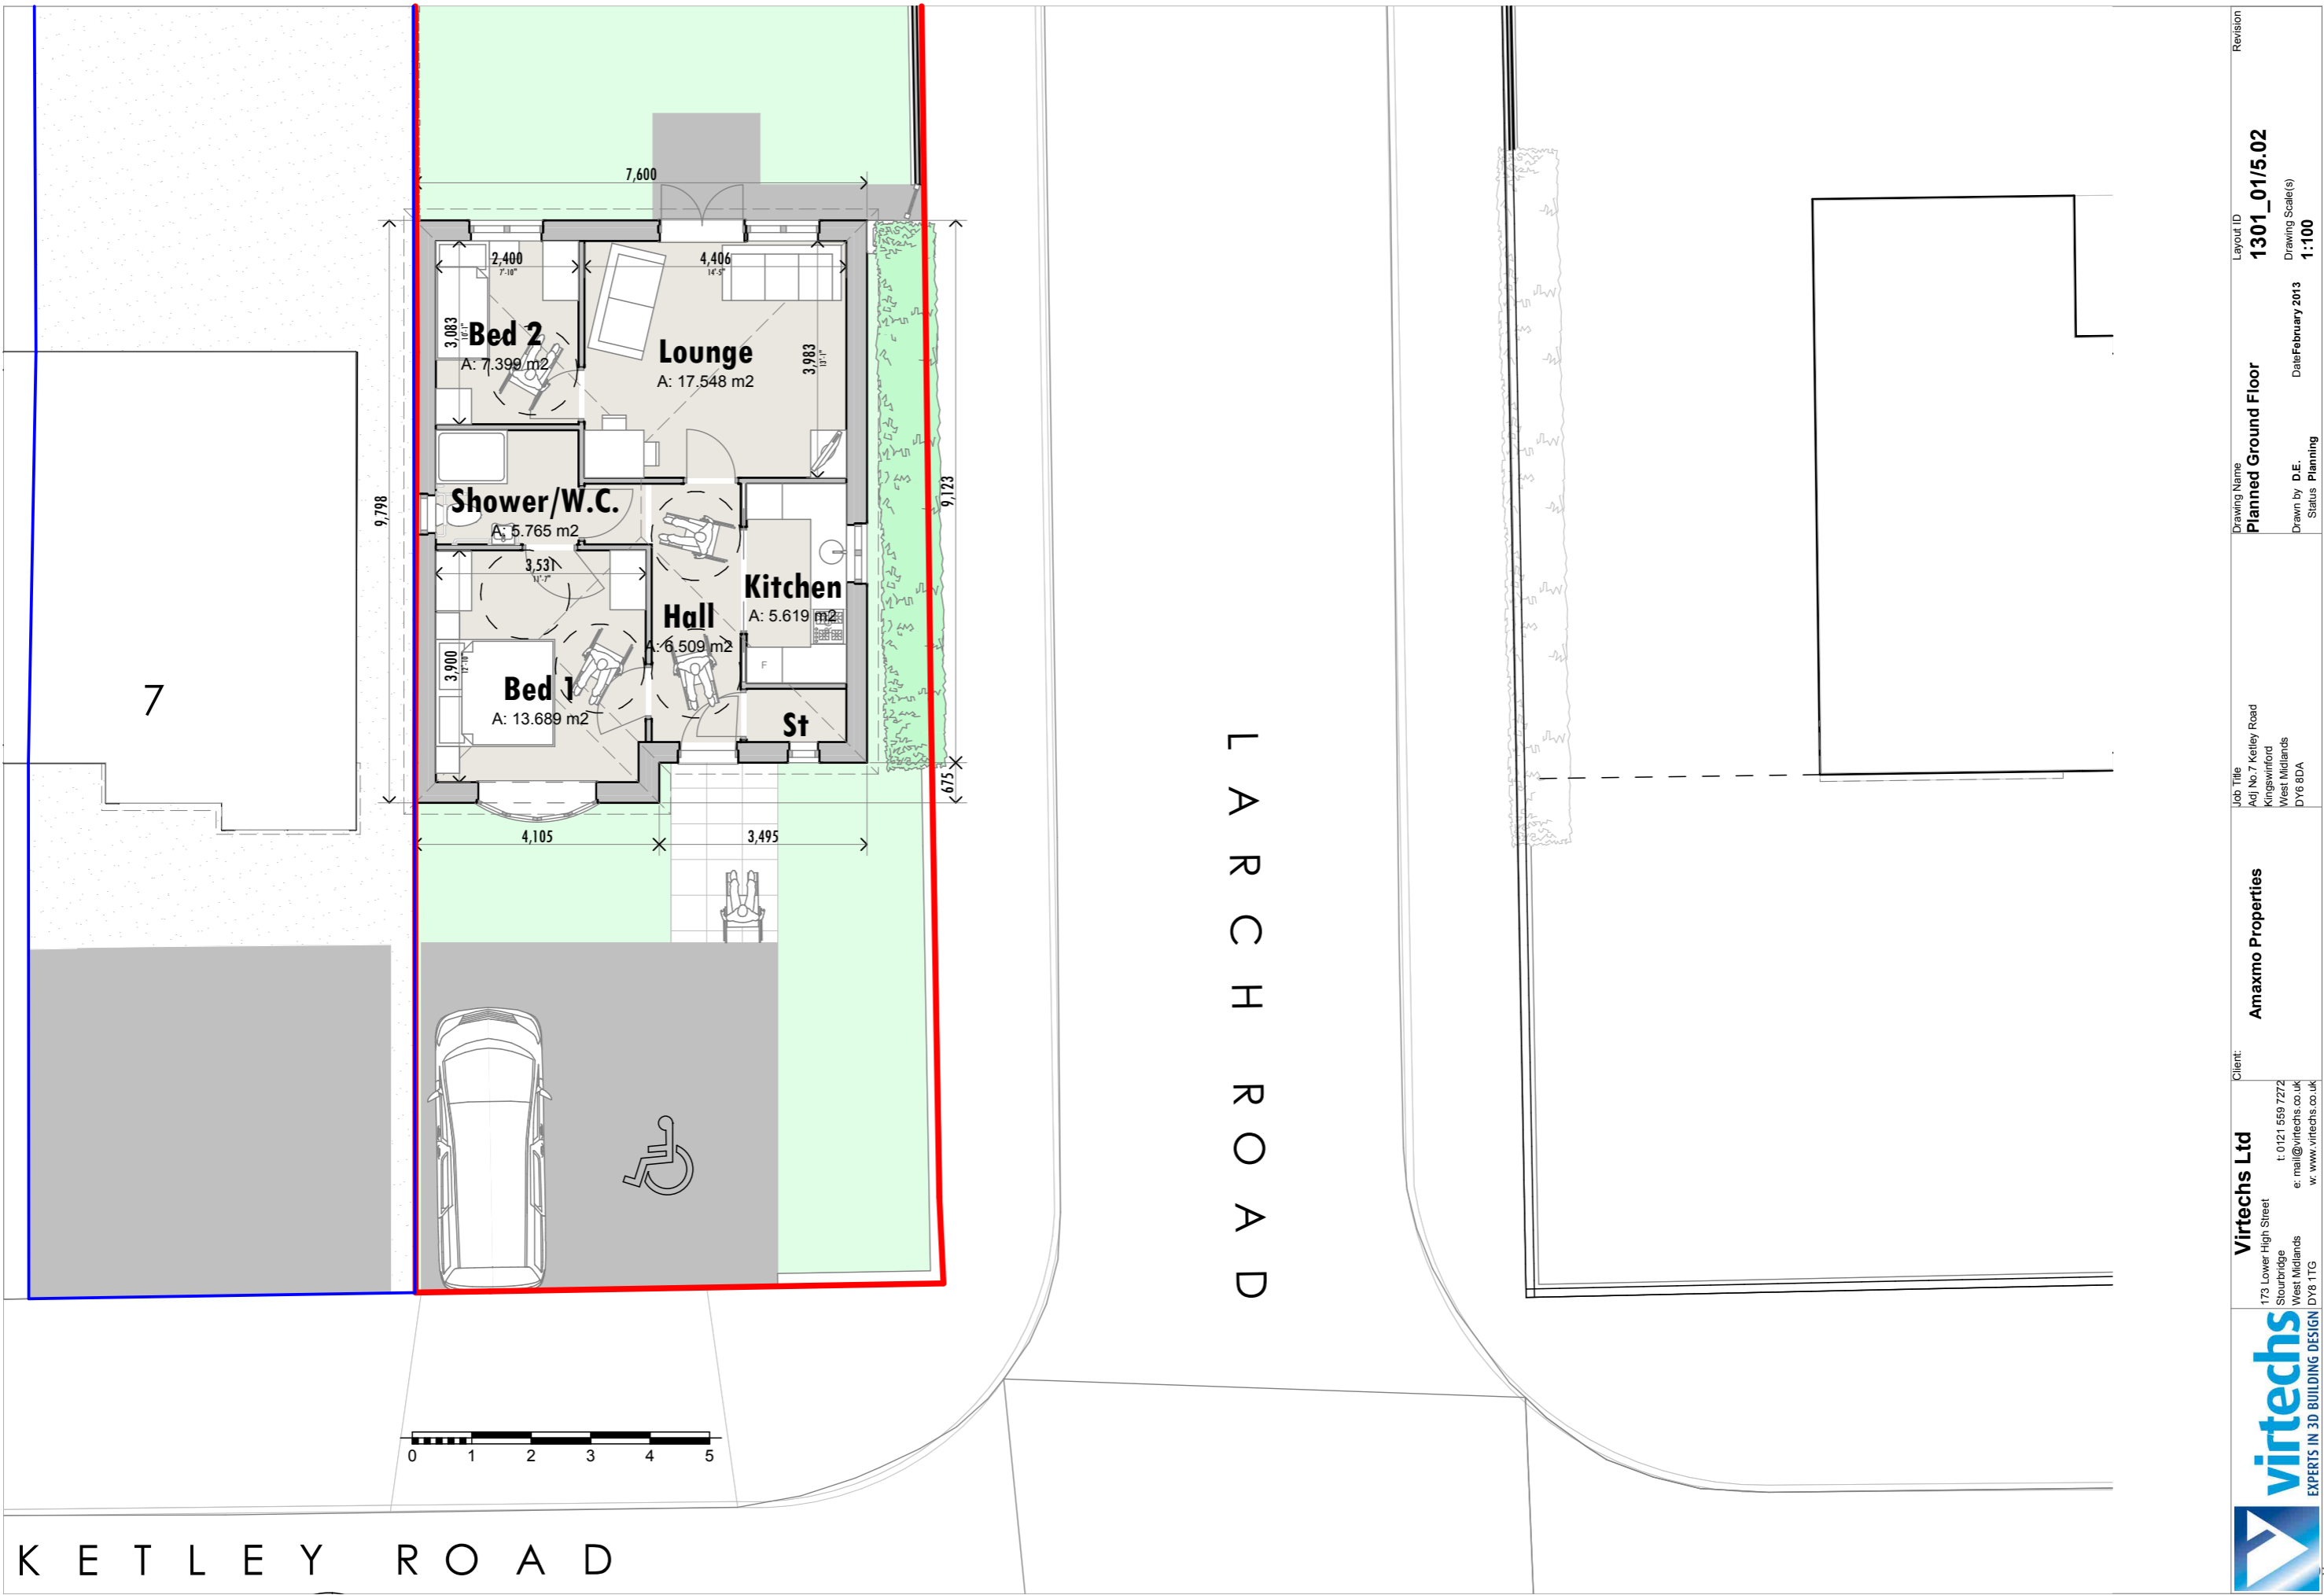 7,600
2,400
7'-10"
4,406
14'-5"
3,083
10'-1"
Bed 2
A: 7.399 m2
Lounge
A: 17.548 m2
3,983
13'-1"
9,798
Shower/W.C.
A: 5.765 m2
9,123
3,531
11'-7"
Kitchen
A: 5.619 m2
Hall
A: 6.509 m2
F
3,900
12'-10"
Bed 1
A: 13.689 m2
St
675
4,105
3,495
7
LARCH ROAD
0 1 2 3 4 5
KETLEY ROAD
virtechs
EXPERTS IN 3D BUILDING DESIGN
Virtechs Ltd
173 Lower High Street
Stourbridge
West Midlands
DY8 1TG
t: 0121 559 7272
e: mail@virtechs.co.uk
w: www.virtechs.co.uk
Client:
Amaxmo Properties
Job Title
Adj No.7 Ketley Road
Kingswinford
West Midlands
DY6 8DA
Drawing Name
Planned Ground Floor
Drawn by D.E.
Status Planning
Date February 2013
Layout ID
1301_01/5.02
Drawing Scale(s)
1:100
Revision